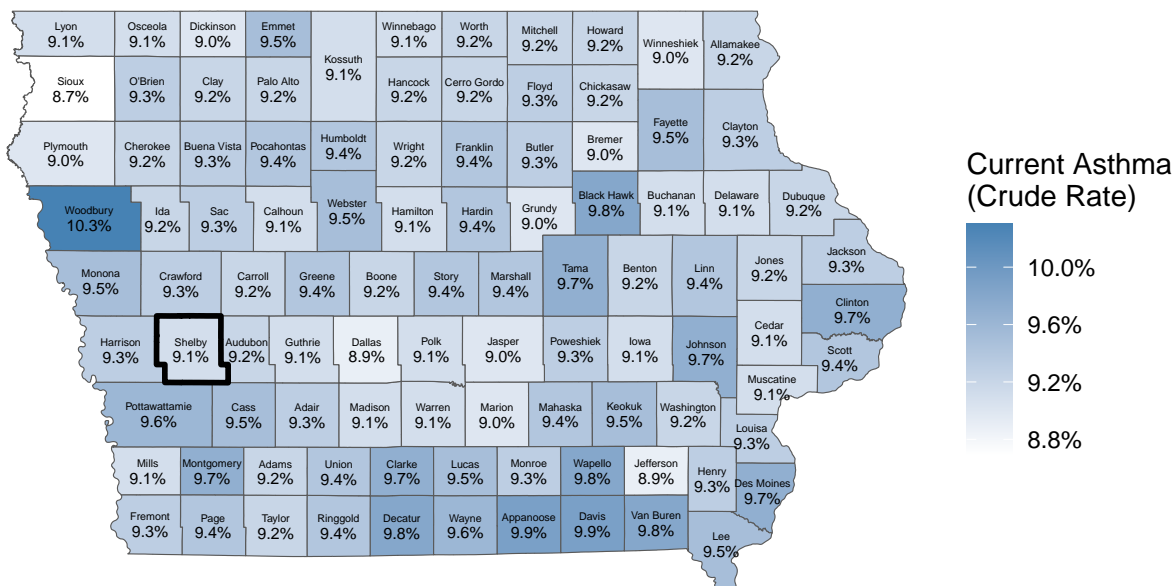 Lyon
9.1%
Osceola
9.1%
Dickinson
9.0%
Emmet
9.5%
Kossuth
9.1%
Winnebago
9.1%
Worth
9.2%
Mitchell
9.2%
Howard
9.2%
Winneshiek
9.0%
Allamakee
9.2%
Sioux
8.7%
O'Brien
9.3%
Clay
9.2%
Palo Alto
9.2%
Hancock
9.2%
Cerro Gordo
9.2%
Floyd
9.3%
Chickasaw
9.2%
Fayette
9.5%
Clayton
9.3%
Plymouth
9.0%
Cherokee
9.2%
Buena Vista
9.3%
Pocahontas
9.4%
Humboldt
9.4%
Wright
9.2%
Franklin
9.4%
Butler
9.3%
Bremer
9.0%
Woodbury
10.3%
Ida
9.2%
Sac
9.3%
Calhoun
9.1%
Webster
9.5%
Hamilton
9.1%
Hardin
9.4%
Grundy
9.0%
Black Hawk
9.8%
Buchanan
9.1%
Delaware
9.1%
Dubuque
9.2%
Monona
9.5%
Crawford
9.3%
Carroll
9.2%
Greene
9.4%
Boone
9.2%
Story
9.4%
Marshall
9.4%
Tama
9.7%
Benton
9.2%
Linn
9.4%
Jones
9.2%
Jackson
9.3%
Clinton
9.7%
Harrison
9.3%
Shelby
9.1%
Audubon
9.2%
Guthrie
9.1%
Dallas
8.9%
Polk
9.1%
Jasper
9.0%
Poweshiek
9.3%
Iowa
9.1%
Johnson
9.7%
Cedar
9.1%
Scott
9.4%
Muscatine
9.1%
Pottawattamie
9.6%
Cass
9.5%
Adair
9.3%
Madison
9.1%
Warren
9.1%
Marion
9.0%
Mahaska
9.4%
Keokuk
9.5%
Washington
9.2%
Louisa
9.3%
Mills
9.1%
Montgomery
9.7%
Adams
9.2%
Union
9.4%
Clarke
9.7%
Lucas
9.5%
Monroe
9.3%
Wapello
9.8%
Jefferson
8.9%
Henry
9.3%
Des Moines
9.7%
Fremont
9.3%
Page
9.4%
Taylor
9.2%
Ringgold
9.4%
Decatur
9.8%
Wayne
9.6%
Appanoose
9.9%
Davis
9.9%
Van Buren
9.8%
Lee
9.5%
Current Asthma
(Crude Rate)
10.0%
9.6%
9.2%
8.8%